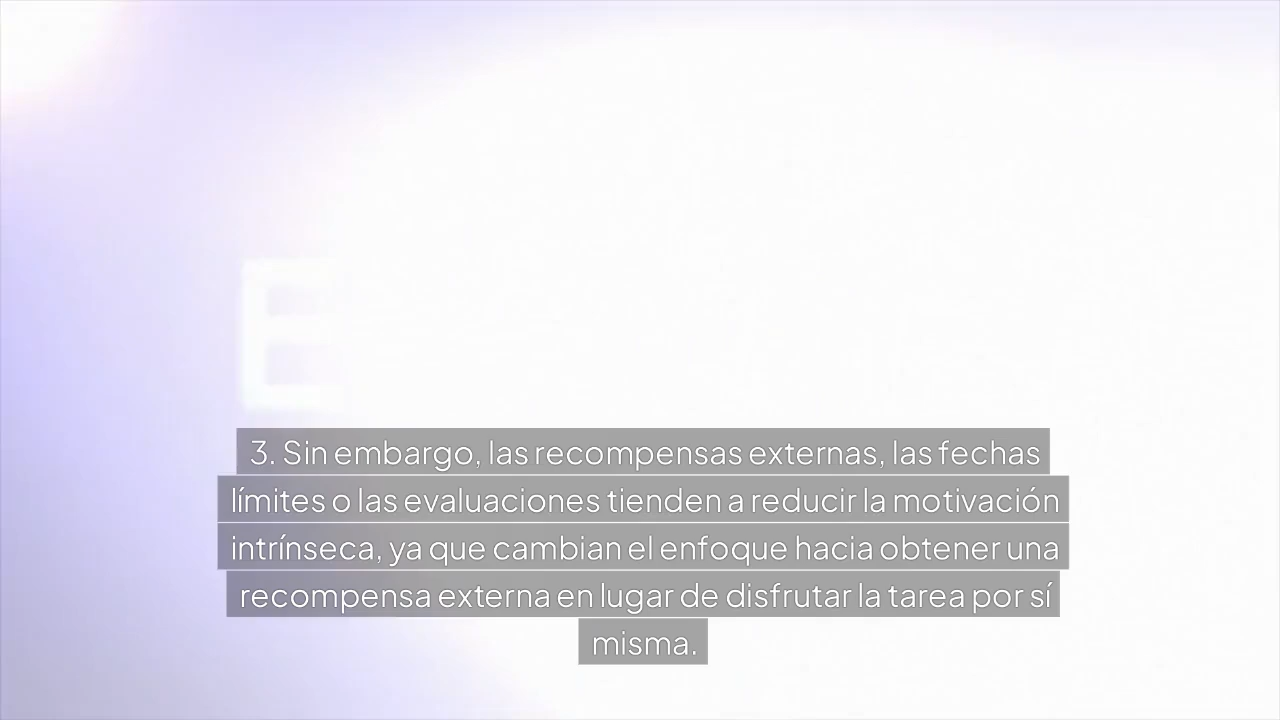 E
3. Sin embargo, las recompensas externas, las fechas
límites o las evaluaciones tienden a reducir la motivación
intrínseca, ya que cambian el enfoque hacia obtener una
recompensa externa en lugar de disfrutar la tarea por sí
misma.